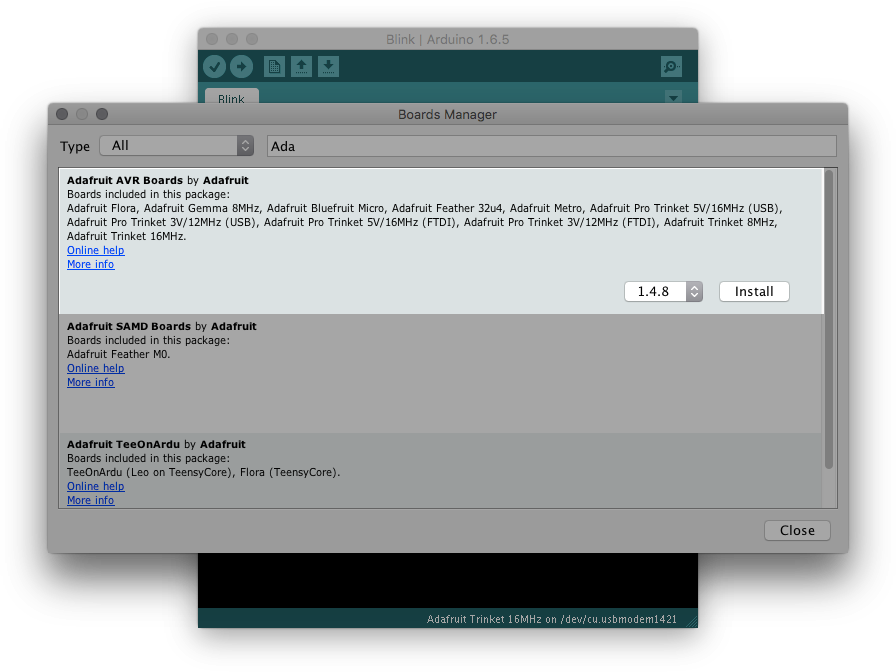 Blink | Arduino 1.6.5
Blink
Boards Manager
Type All Ada
Adafruit AVR Boards by Adafruit
Boards included in this package:
Adafruit Flora, Adafruit Gemma 8MHz, Adafruit Bluefruit Micro, Adafruit Feather 32u4, Adafruit Metro, Adafruit Pro Trinket 5V/16MHz (USB),
Adafruit Pro Trinket 3V/12MHz (USB), Adafruit Pro Trinket 5V/16MHz (FTDI), Adafruit Pro Trinket 3V/12MHz (FTDI), Adafruit Trinket 8MHz,
Adafruit Trinket 16MHz.
Online help
More info
1.4.8 Install
Adafruit SAMD Boards by Adafruit
Boards included in this package:
Adafruit Feather M0.
Online help
More info
Adafruit TeeOnArdu by Adafruit
Boards included in this package:
TeeOnArdu (Leo on TeensyCore), Flora (TeensyCore).
Online help
More info
Close
Adafruit Trinket 16MHz on /dev/cu.usbmodem1421